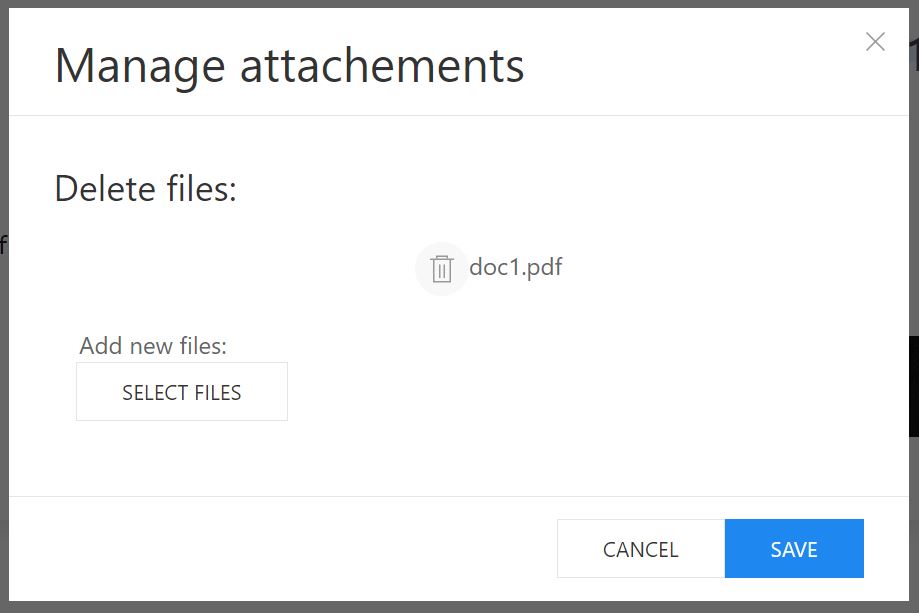 Manage attachements
Delete files:
doc1.pdf
Add new files:
SELECT FILES
CANCEL
SAVE